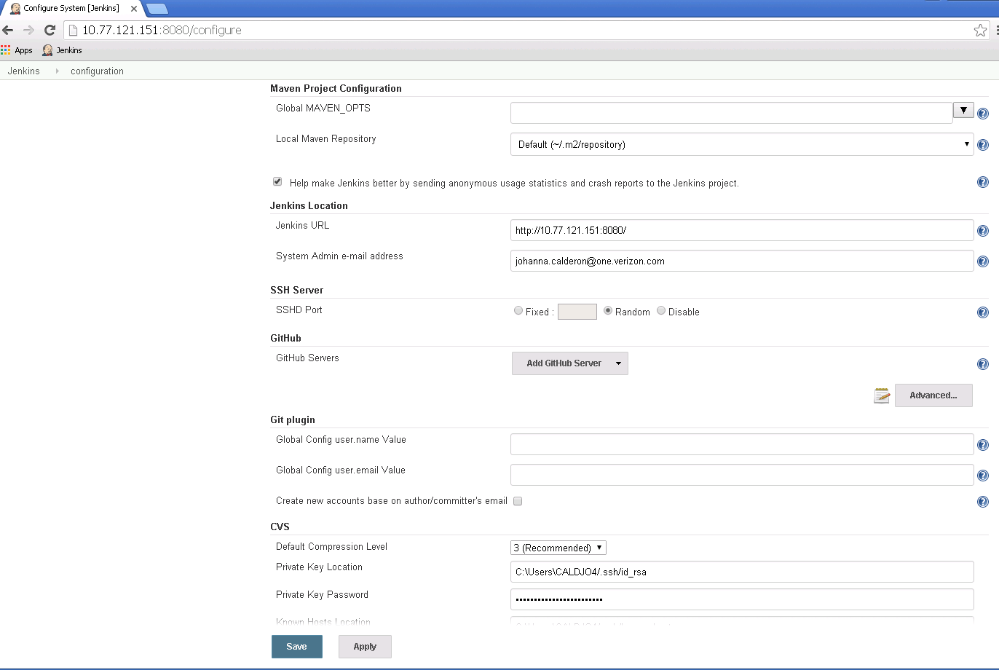 Configure System [Jenkins]
10.77.121.151:8080/configure
Apps Jenkins
Jenkins configuration
Maven Project Configuration
Global MAVEN_OPTS
Local Maven Repository Default (~/.m2/repository)
Help make Jenkins better by sending anonymous usage statistics and crash reports to the Jenkins project.
Jenkins Location
Jenkins URL http://10.77.121.151:8080/
System Admin e-mail address johanna.calderon@one.verizon.com
SSH Server
SSHD Port Fixed : Random Disable
GitHub
GitHub Servers Add GitHub Server
Advanced...
Git plugin
Global Config user.name Value
Global Config user.email Value
Create new accounts base on author/committer's email
CVS
Default Compression Level 3 (Recommended)
Private Key Location C:\Users\CALDJO4/.ssh/id_rsa
Private Key Password ••••••••••••••••••••••••
Known Hosts Location
Save Apply